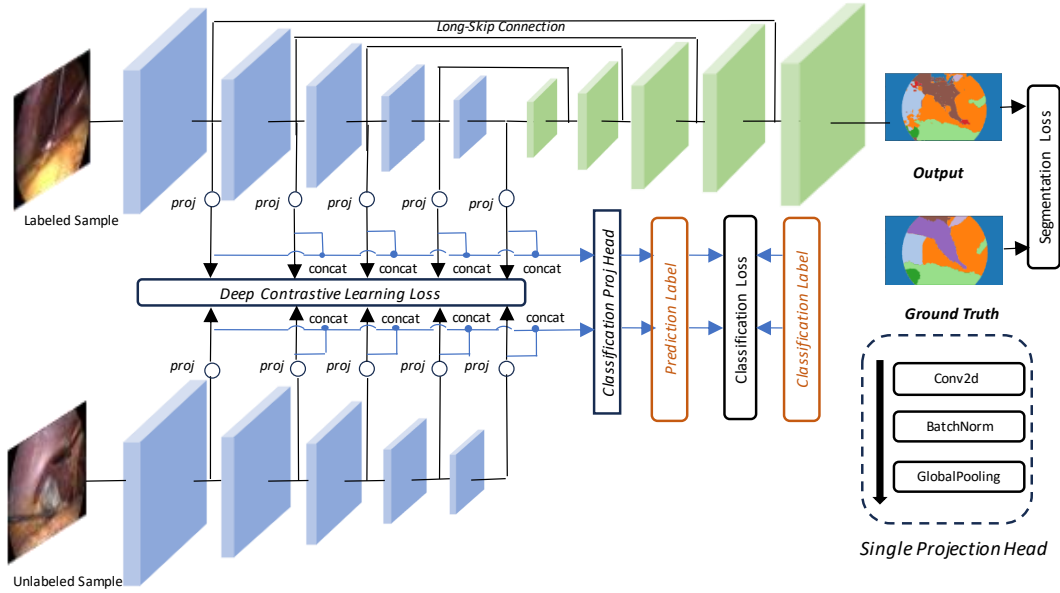 Long-Skip Connection
Labeled Sample
proj
proj
proj
proj
proj
concat
concat
concat
concat
Deep Contrastive Learning Loss
concat
concat
concat
concat
proj
proj
proj
proj
proj
Unlabeled Sample
Classification Proj Head
Prediction Label
Classification Loss
Classification Label
Output
Ground Truth
Segmentation Loss
Conv2d
BatchNorm
GlobalPooling
Single Projection Head